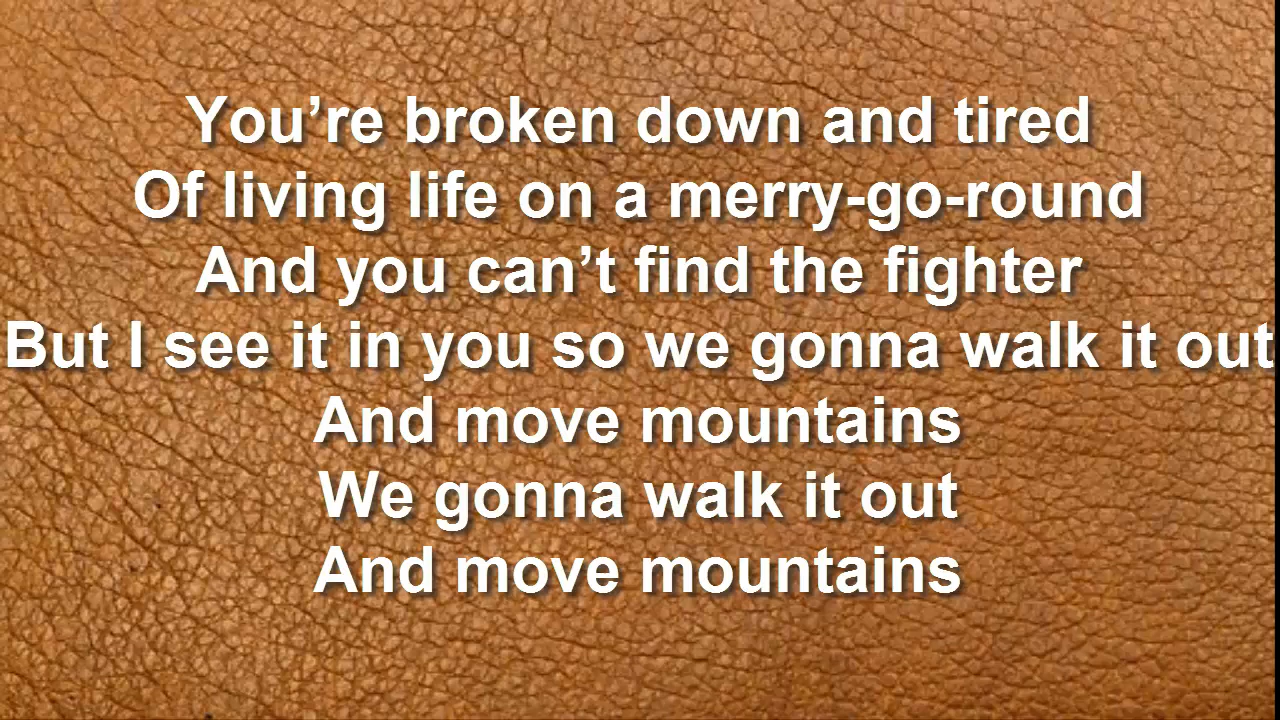 You’re broken down and tired
Of living life on a merry-go-round
And you can’t find the fighter
But I see it in you so we gonna walk it out
And move mountains
We gonna walk it out
And move mountains